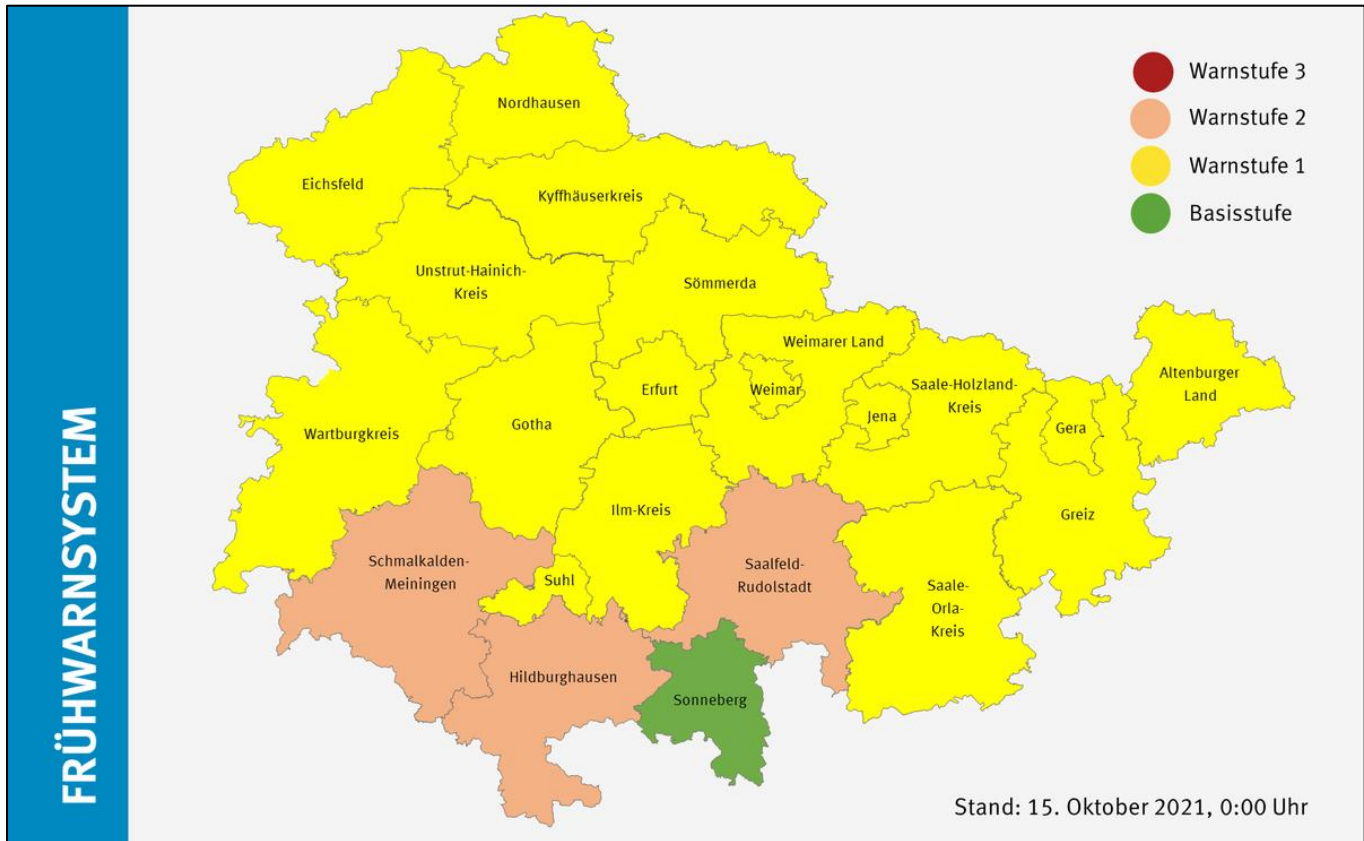 FRÜHWARNSYSTEM
Warnstufe 3
Warnstufe 2
Warnstufe 1
Basisstufe
Nordhausen
Eichsfeld
Kyffhäuserkreis
Unstrut-Hainich-
Kreis
Sömmerda
Weimarer Land
Altenburger
Land
Wartburgkreis
Gotha
Erfurt
Weimar
Jena
Saale-Holzland-
Kreis
Gera
Greiz
Ilm-Kreis
Schmalkalden-
Meiningen
Suhl
Saalfeld-
Rudolstadt
Saale-
Orla-
Kreis
Hildburghausen
Sonneberg
Stand: 15. Oktober 2021, 0:00 Uhr